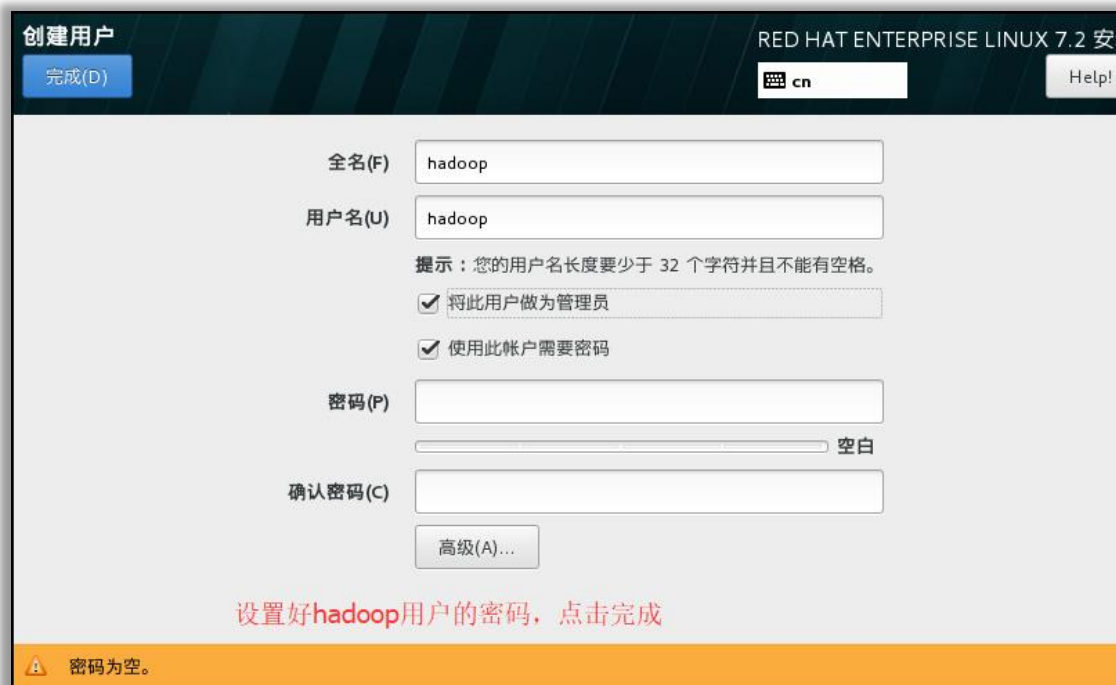 创建用户
RED HAT ENTERPRISE LINUX 7.2 安
完成(D)
cn
Help!
全名(F)
hadoop
用户名(U)
hadoop
提示：您的用户名长度要少于 32 个字符并且不能有空格。
将此用户做为管理员
使用此帐户需要密码
密码(P)
空白
确认密码(C)
高级(A)...
设置好hadoop用户的密码，点击完成
密码为空。